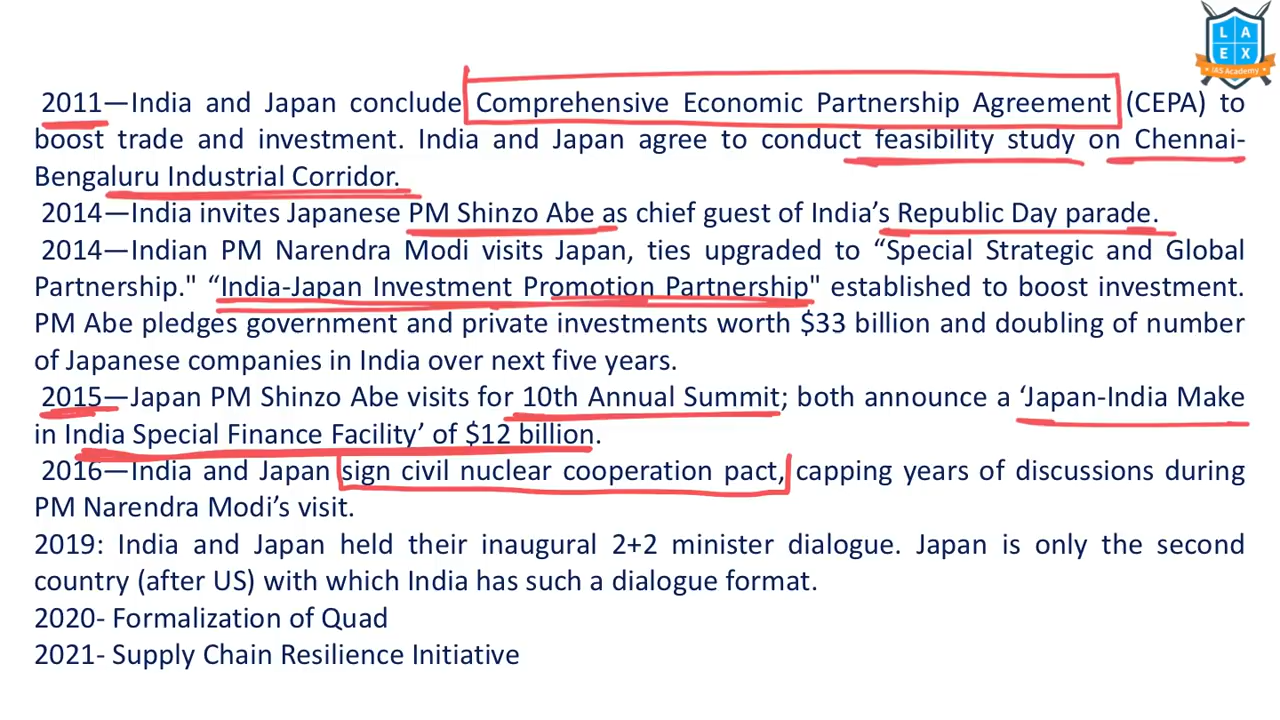 L A
E X
IAS Academy
2011—India and Japan conclude Comprehensive Economic Partnership Agreement (CEPA) to
boost trade and investment. India and Japan agree to conduct feasibility study on Chennai-
Bengaluru Industrial Corridor.
2014—India invites Japanese PM Shinzo Abe as chief guest of India’s Republic Day parade.
2014—Indian PM Narendra Modi visits Japan, ties upgraded to “Special Strategic and Global
Partnership." “India-Japan Investment Promotion Partnership" established to boost investment.
PM Abe pledges government and private investments worth $33 billion and doubling of number
of Japanese companies in India over next five years.
2015—Japan PM Shinzo Abe visits for 10th Annual Summit; both announce a ‘Japan-India Make
in India Special Finance Facility’ of $12 billion.
2016—India and Japan sign civil nuclear cooperation pact, capping years of discussions during
PM Narendra Modi’s visit.
2019: India and Japan held their inaugural 2+2 minister dialogue. Japan is only the second
country (after US) with which India has such a dialogue format.
2020- Formalization of Quad
2021- Supply Chain Resilience Initiative